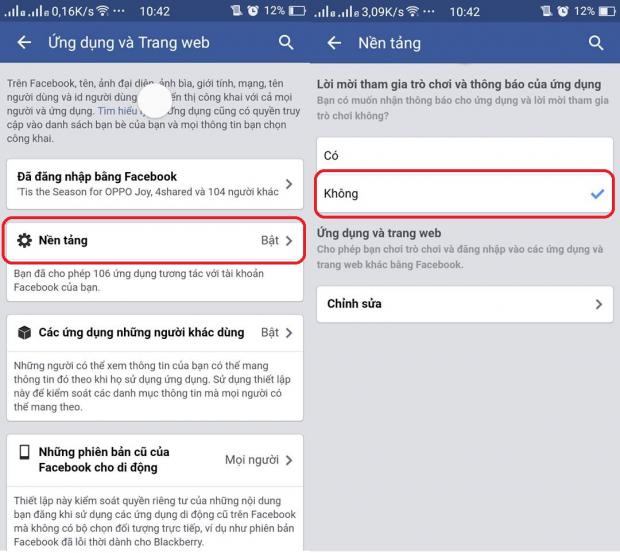 0,16K/s ... 10:42 12%
Ứng dụng và Trang web
Trên Facebook, tên, ảnh đại diện, ảnh bìa, giới tính, mạng, tên
người dùng và id người dùng ển thị công khai với cả mọi
người và ứng dụng. Tìm hiểu ứng dụng cũng có quyền truy
cập vào danh sách bạn bè của bạn và mọi thông tin bạn chọn
công khai.
Đã đăng nhập bằng Facebook
'Tis the Season for OPPO Joy, 4shared và 104 người khác
Nền tảng Bật
Bạn đã cho phép 106 ứng dụng tương tác với tài khoản
Facebook của bạn.
Các ứng dụng những người khác dùng Bật
Những người có thể xem thông tin của bạn có thể mang
thông tin đó theo khi họ sử dụng ứng dụng. Sử dụng thiết lập
này để kiểm soát các danh mục thông tin mà mọi người có
thể mang theo.
Những phiên bản cũ của
Facebook cho di động Mọi người
Thiết lập này kiểm soát quyền riêng tư của những nội dung
bạn đăng khi sử dụng các ứng dụng di động cũ trên Facebook
mà không có bộ chọn đối tượng trực tiếp, ví dụ như phiên bản
Facebook đã lỗi thời dành cho Blackberry.
3,09K/s ... 10:42 12%
Nền tảng
Lời mời tham gia trò chơi và thông báo của ứng dụng
Bạn có muốn nhận thông báo cho ứng dụng và lời mời tham gia
trò chơi không?
Có
Không
Ứng dụng và trang web
Cho phép bạn chơi trò chơi và đăng nhập vào các ứng dụng và
trang web khác bằng Facebook.
Chỉnh sửa